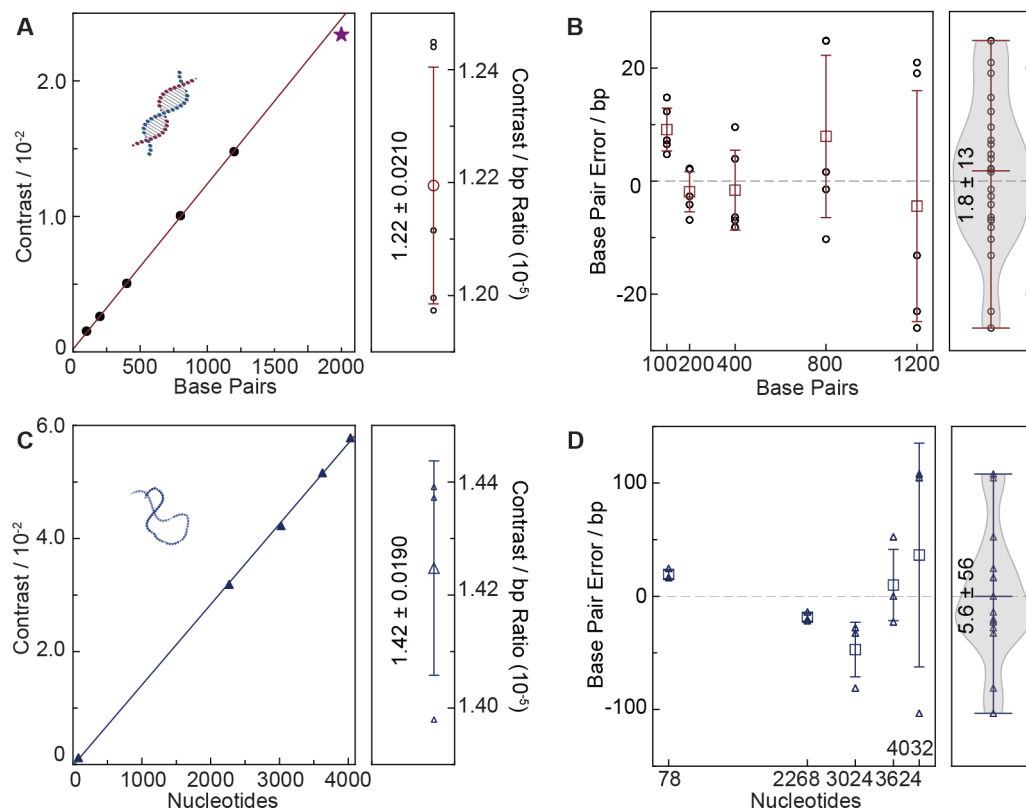 A
Contrast / 10-2
2.0
1.0
0
0
500
1000
1500
2000
Base Pairs
1.22 ± 0.0210
1.24
1.22
1.20
Contrast / bp Ratio (10-5)
B
Base Pair Error / bp
20
0
-20
100
200
400
800
1200
Base Pairs
1.8 ± 13
C
Contrast / 10-2
6.0
4.0
2.0
0
0
1000
2000
3000
4000
Nucleotides
1.42 ± 0.0190
1.44
1.42
1.40
Contrast / bp Ratio (10-5)
D
Base Pair Error / bp
100
0
-100
78
2268
3024
3624
4032
Nucleotides
5.6 ± 56